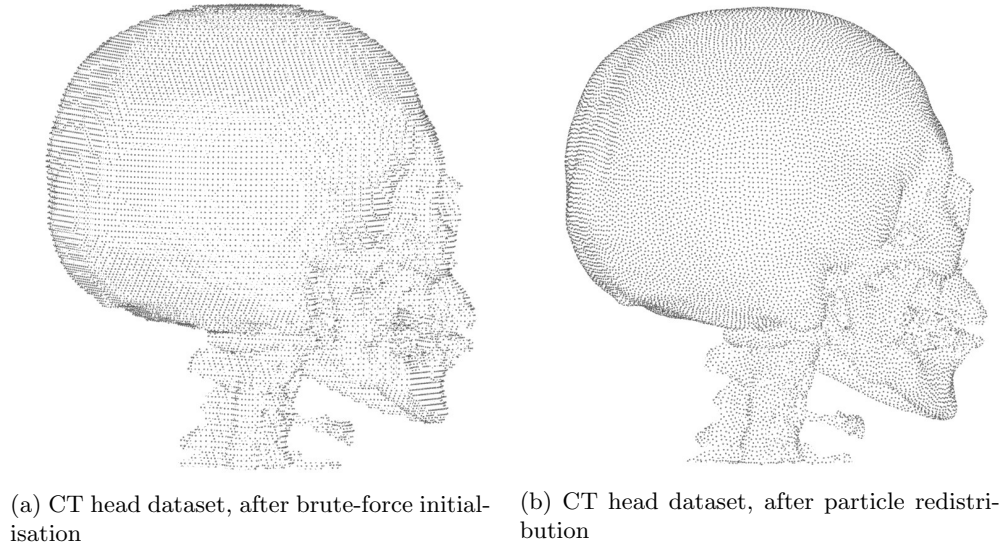 (a) CT head dataset, after brute-force initial-
isation
(b) CT head dataset, after particle redistri-
bution